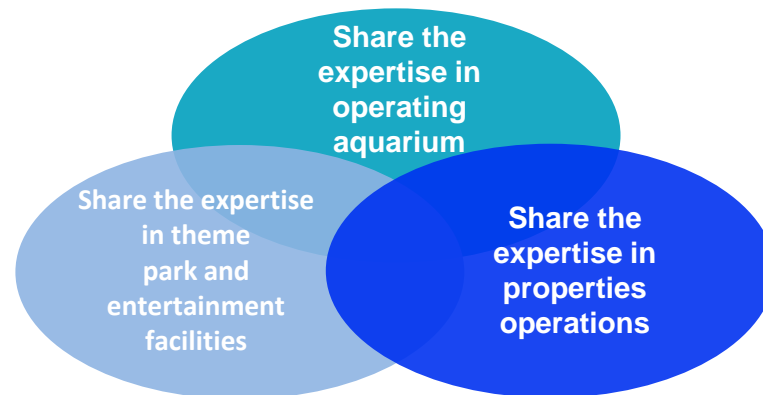 Share the
expertise in
operating
aquarium
Share the expertise
in theme
park and
entertainment
facilities
Share the
expertise in
properties
operations